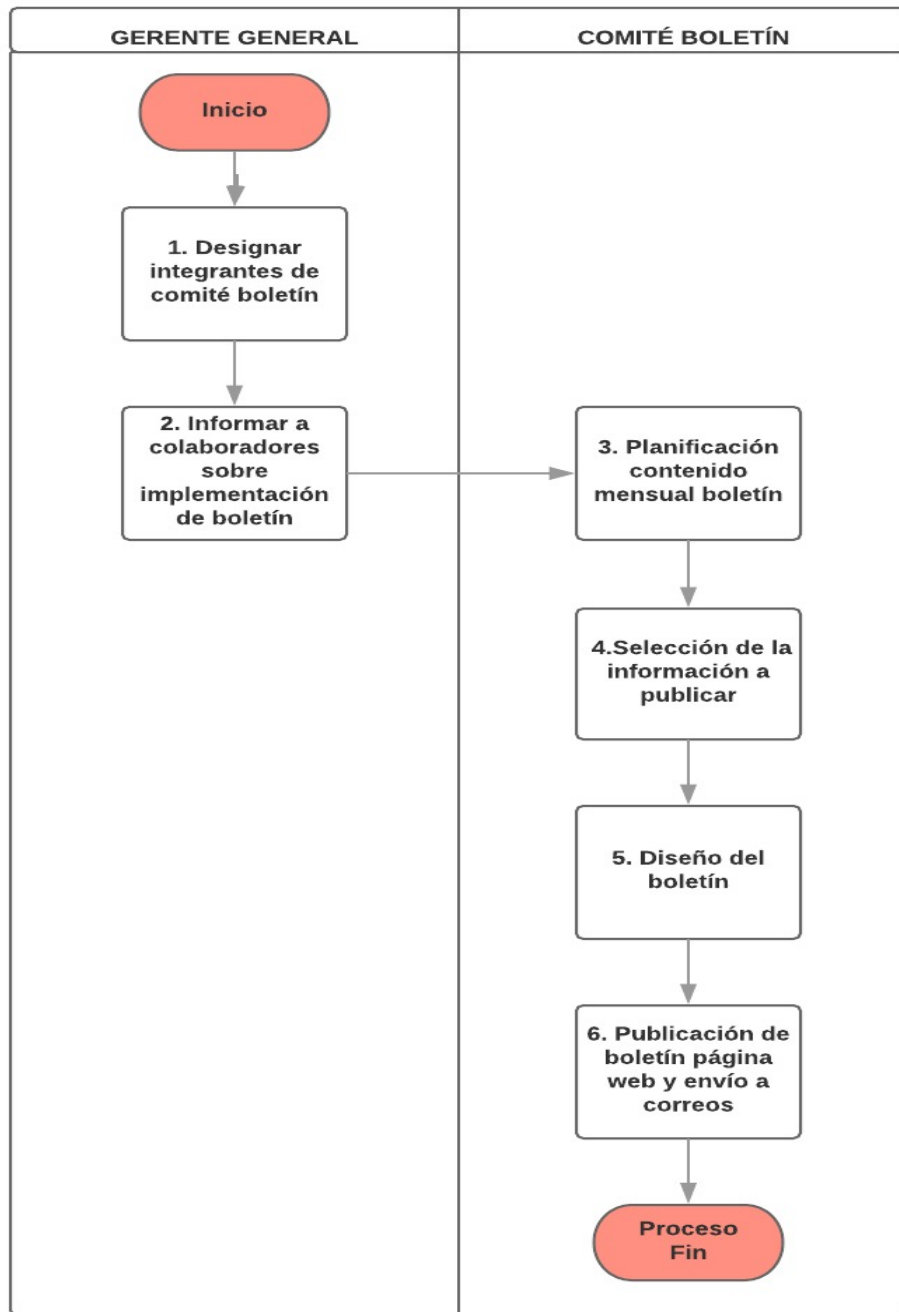 GERENTE GENERAL
COMITÉ BOLETÍN
Inicio
1. Designar
integrantes de
comité boletín
2. Informar a
colaboradores
sobre
implementación
de boletín
3. Planificación
contenido
mensual boletín
4.Selección de la
información a
publicar
5. Diseño del
boletín
6. Publicación de
boletín página
web y envío a
correos
Proceso
Fin